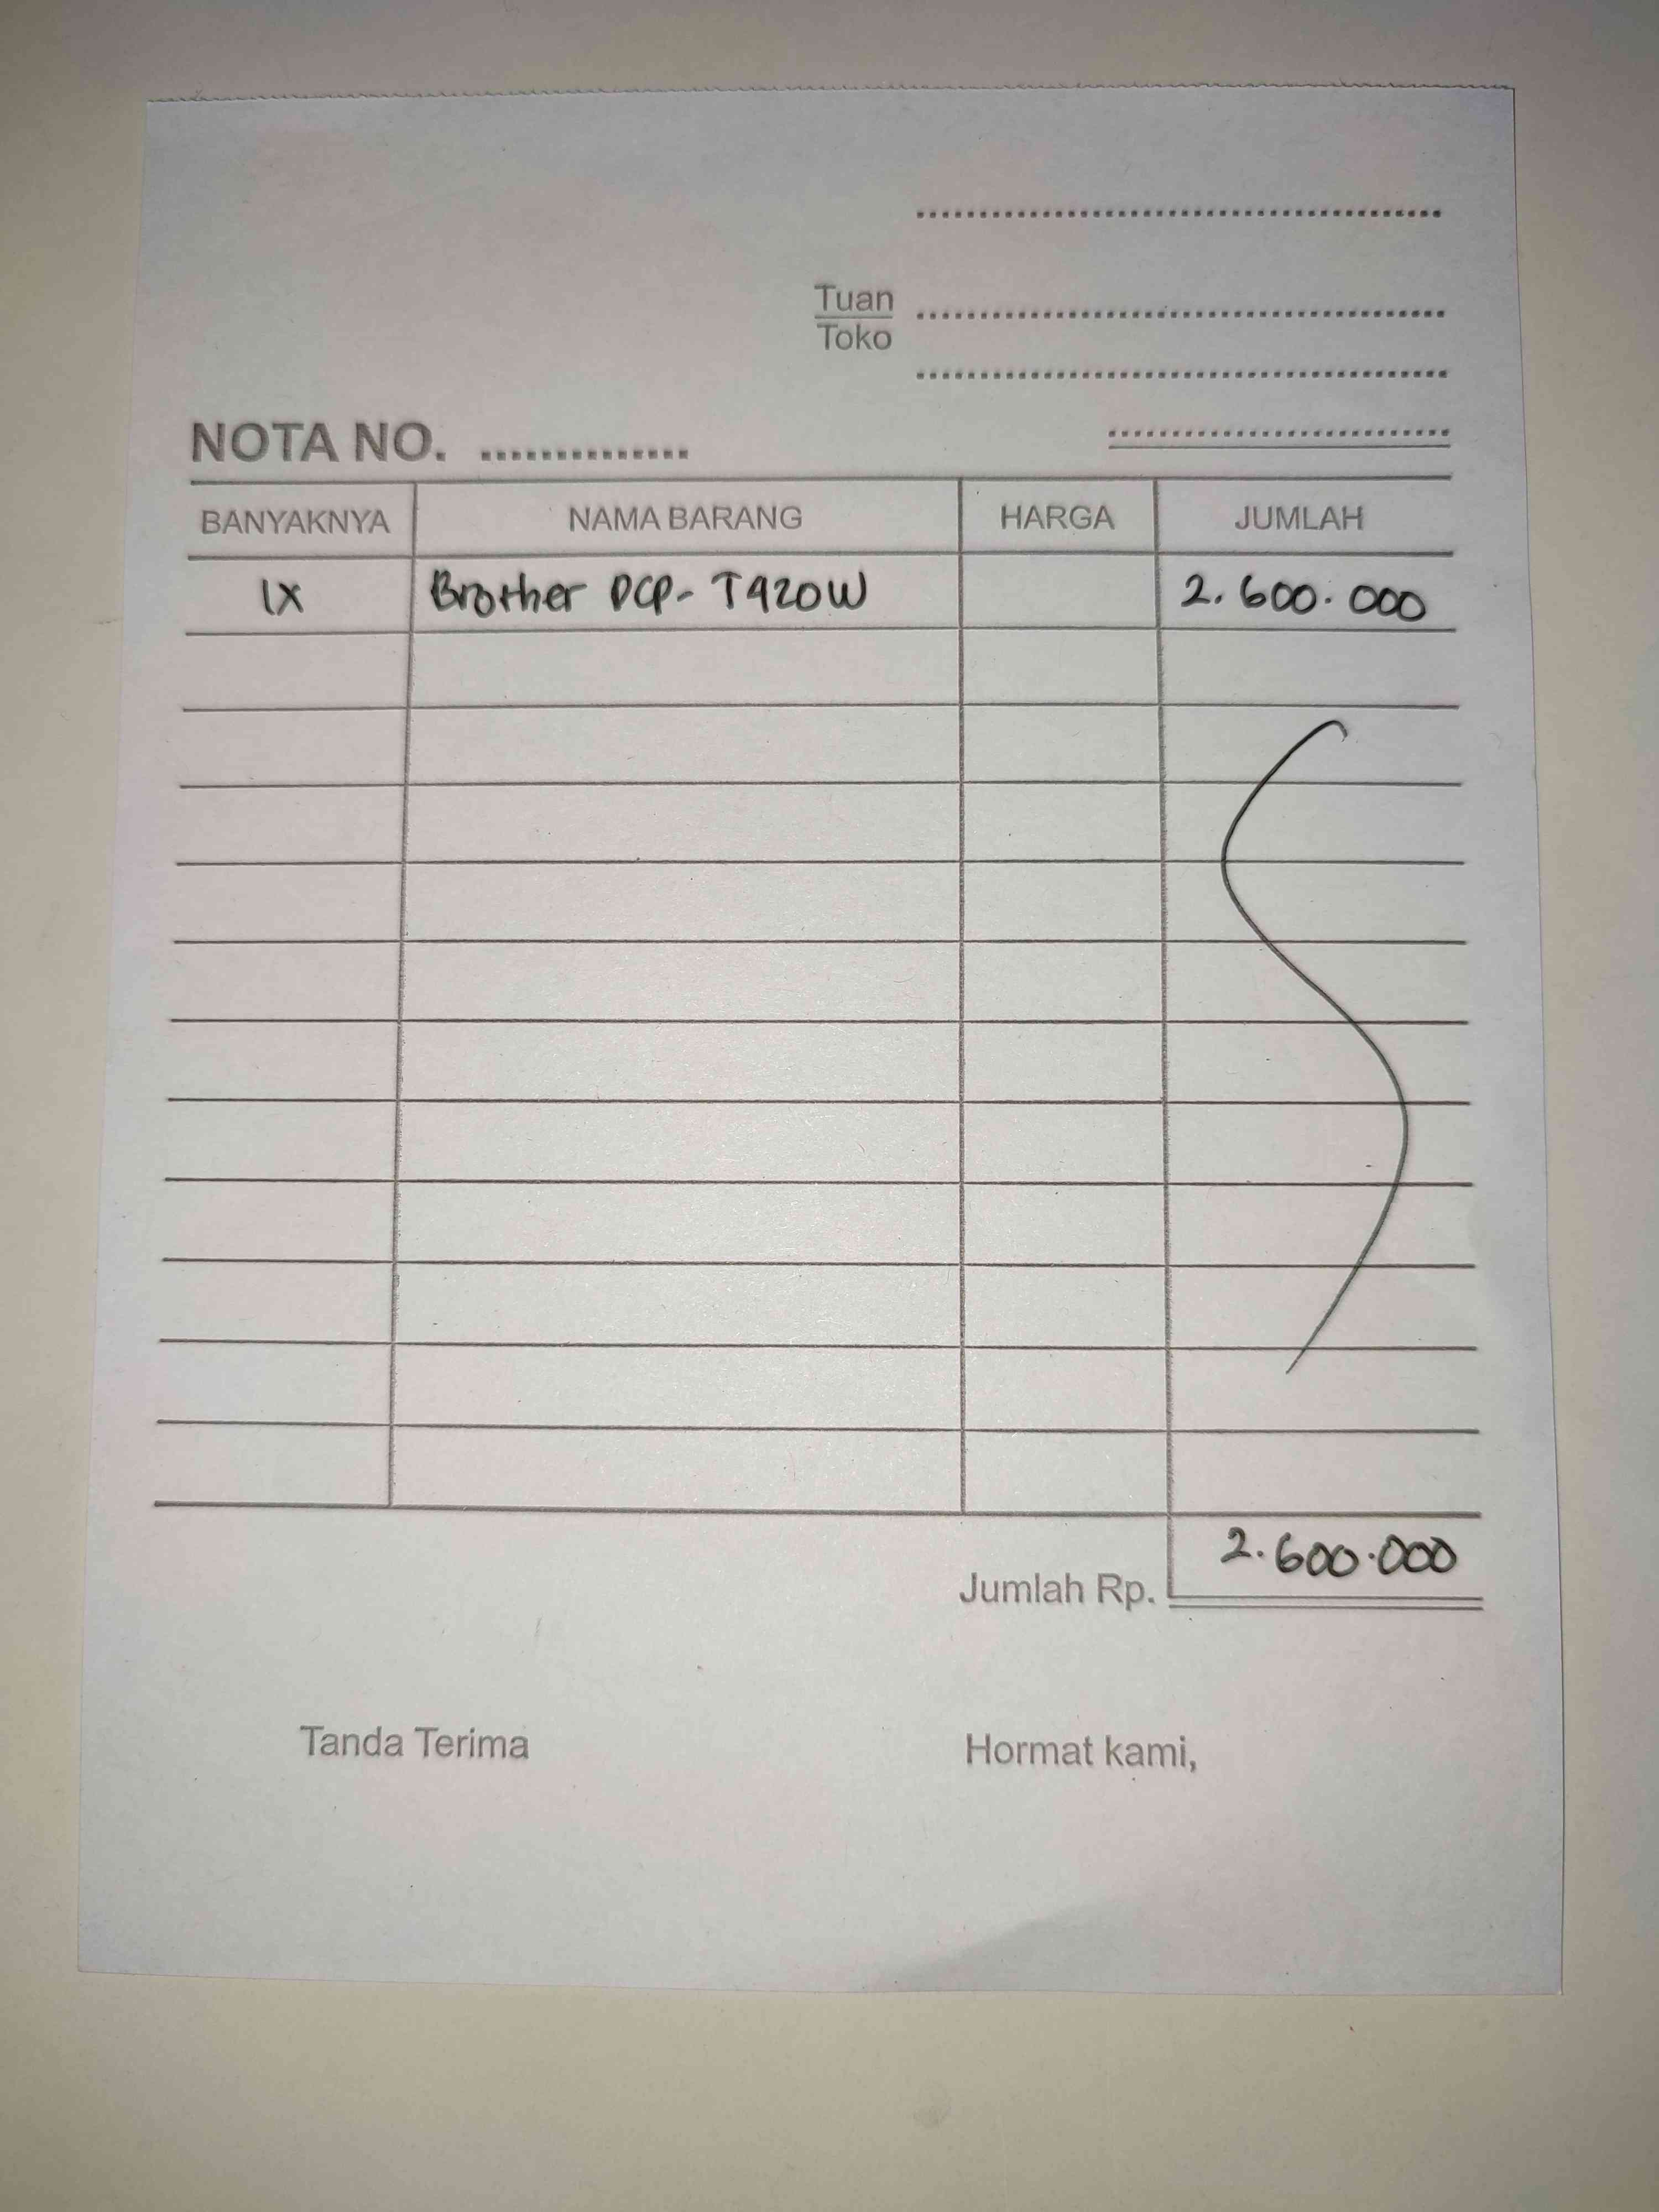 Tuan
Toko
NOTA NO. ..............
BANYAKNYA NAMA BARANG HARGA JUMLAH
1X Brother DCP- T920W 2.600.000
2.600.000
Jumlah Rp.
Tanda Terima Hormat kami,